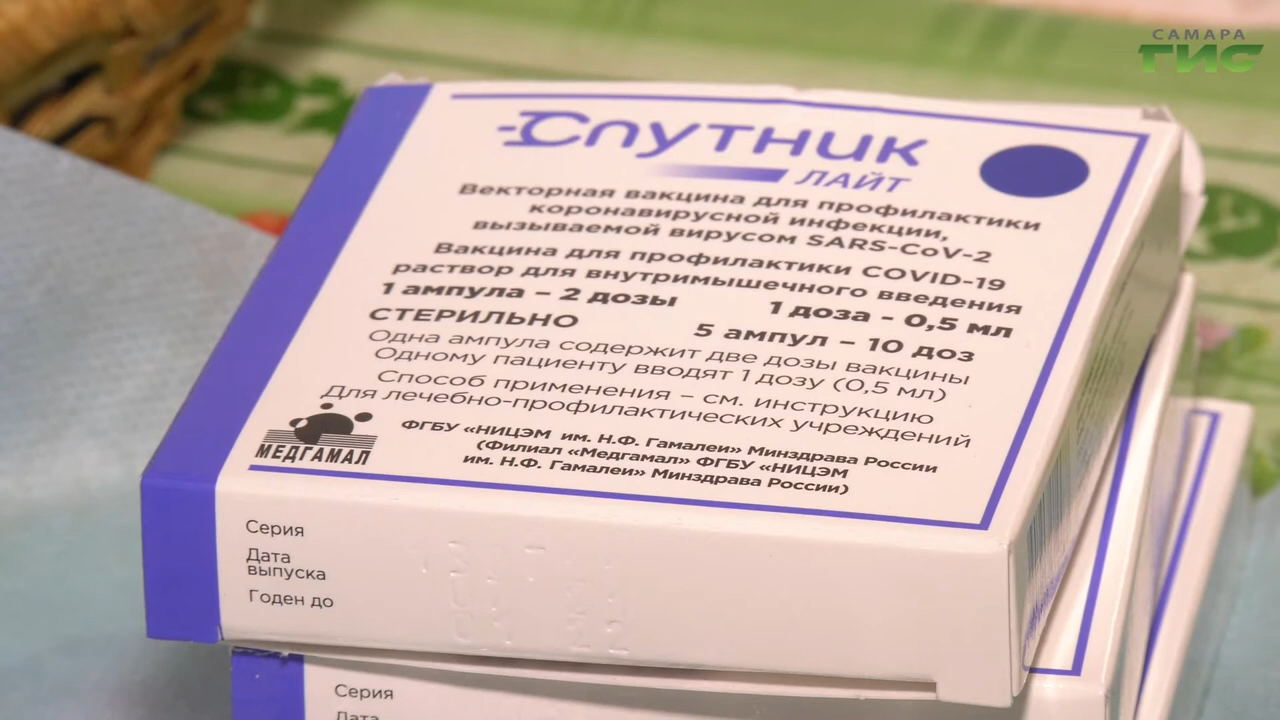 САМАРА
ГИС
Спутник
ЛАЙТ
Векторная вакцина для профилактики
коронавирусной инфекции,
вызываемой вирусом SARS-CoV-2
Вакцина для профилактики COVID-19
раствор для внутримышечного введения
1 ампула – 2 дозы 1 доза - 0,5 мл
СТЕРИЛЬНО 5 ампул – 10 доз
Одна ампула содержит две дозы вакцины
Одному пациенту вводят 1 дозу (0,5 мл)
Способ применения – см. инструкцию
Для лечебно-профилактических учреждений
МЕДГАМАЛ
ФГБУ «НИЦЭМ им. Н.Ф. Гамалеи» Минздрава России
(Филиал «Медгамал» ФГБУ «НИЦЭМ
им. Н.Ф. Гамалеи» Минздрава России)
Серия
Дата
выпуска
Годен до
Серия
Дата